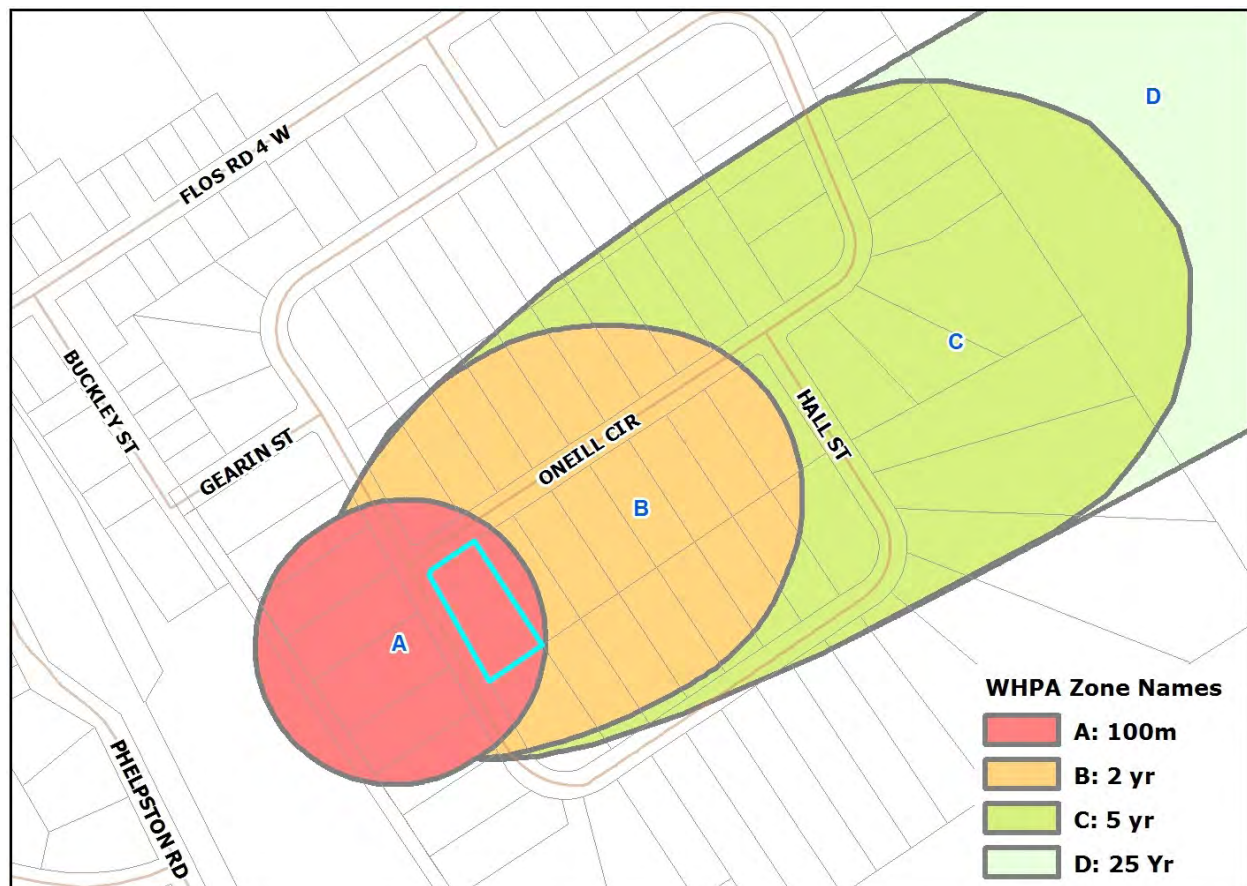 D
FLOS RD 4 W
C
BUCKLEY ST
HALL ST
GEARIN ST
ONEILL CIR
B
A
PHELPSTON RD
WHPA Zone Names
A: 100m
B: 2 yr
C: 5 yr
D: 25 Yr